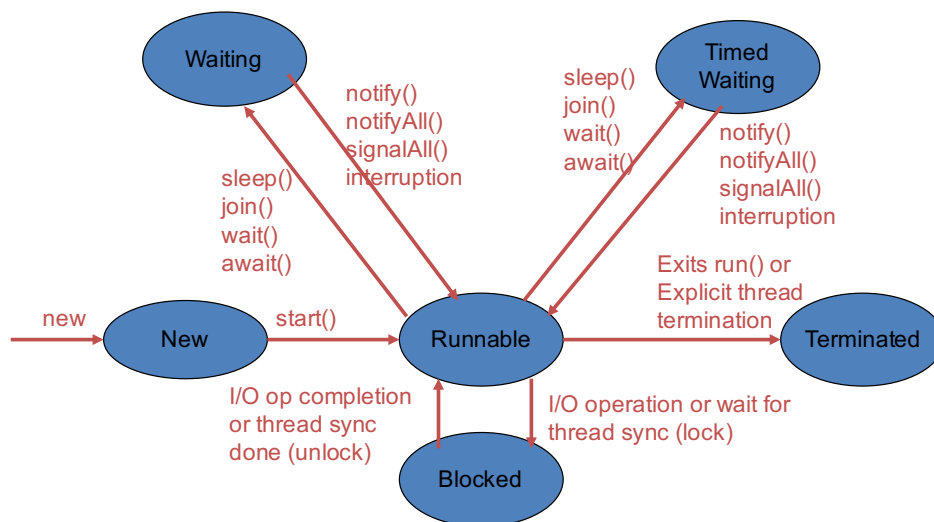 Waiting
Timed
Waiting
notify()
notifyAll()
signalAll()
interruption
sleep()
join()
wait()
await()
sleep()
join()
wait()
await()
notify()
notifyAll()
signalAll()
interruption
new
New
start()
Runnable
Exits run() or
Explicit thread
termination
Terminated
I/O op completion
or thread sync
done (unlock)
I/O operation or wait for
thread sync (lock)
Blocked